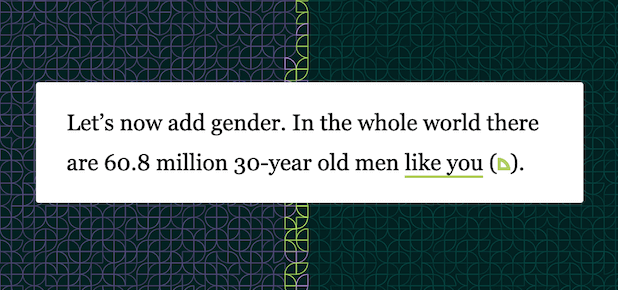 Let’s now add gender. In the whole world there
are 60.8 million 30-year old men like you ( ).